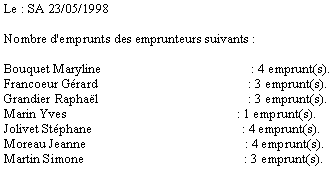 Le : SA 23/05/1998
Nombre d'emprunts des emprunteurs suivants :
Bouquet Maryline : 4 emprunt(s).
Francoeur Gérard : 3 emprunt(s).
Grandier Raphaël : 3 emprunt(s).
Marin Yves : 1 emprunt(s).
Jolivet Stéphane : 4 emprunt(s).
Moreau Jeanne : 4 emprunt(s).
Martin Simone : 3 emprunt(s).